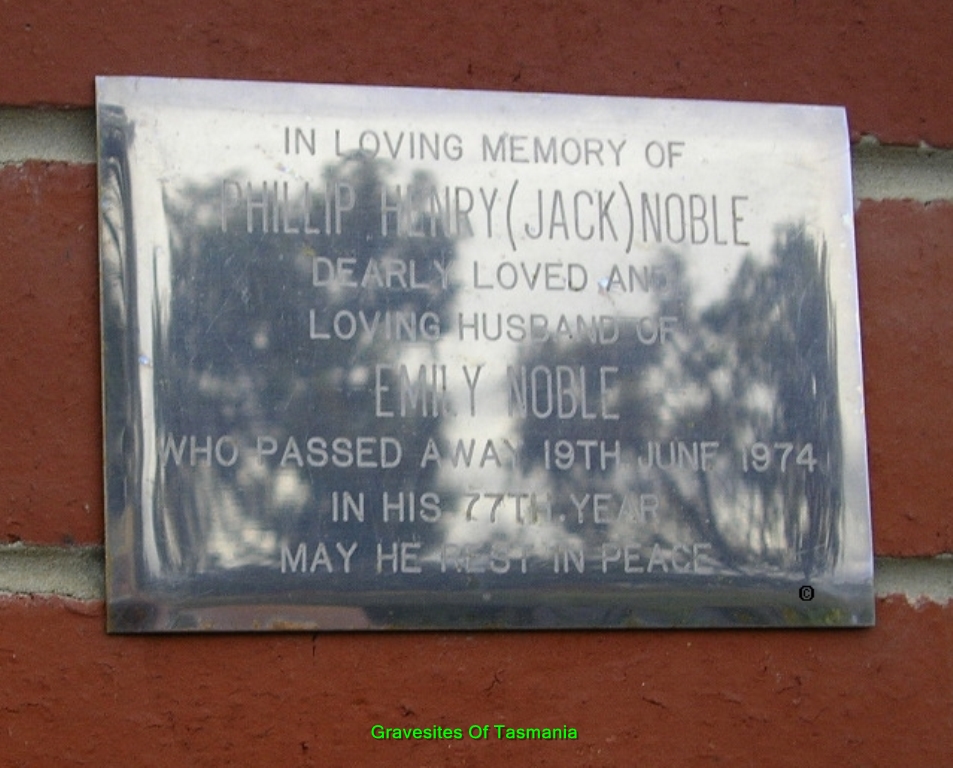 IN LOVING MEMORY OF
PHILLIP HENRY (JACK) NOBLE
DEARLY LOVED AND
LOVING HUSBAND OF
EMILY NOBLE
WHO PASSED AWAY 19TH JUNE 1974
IN HIS 77TH YEAR
MAY HE REST IN PEACE
©
Gravesites Of Tasmania